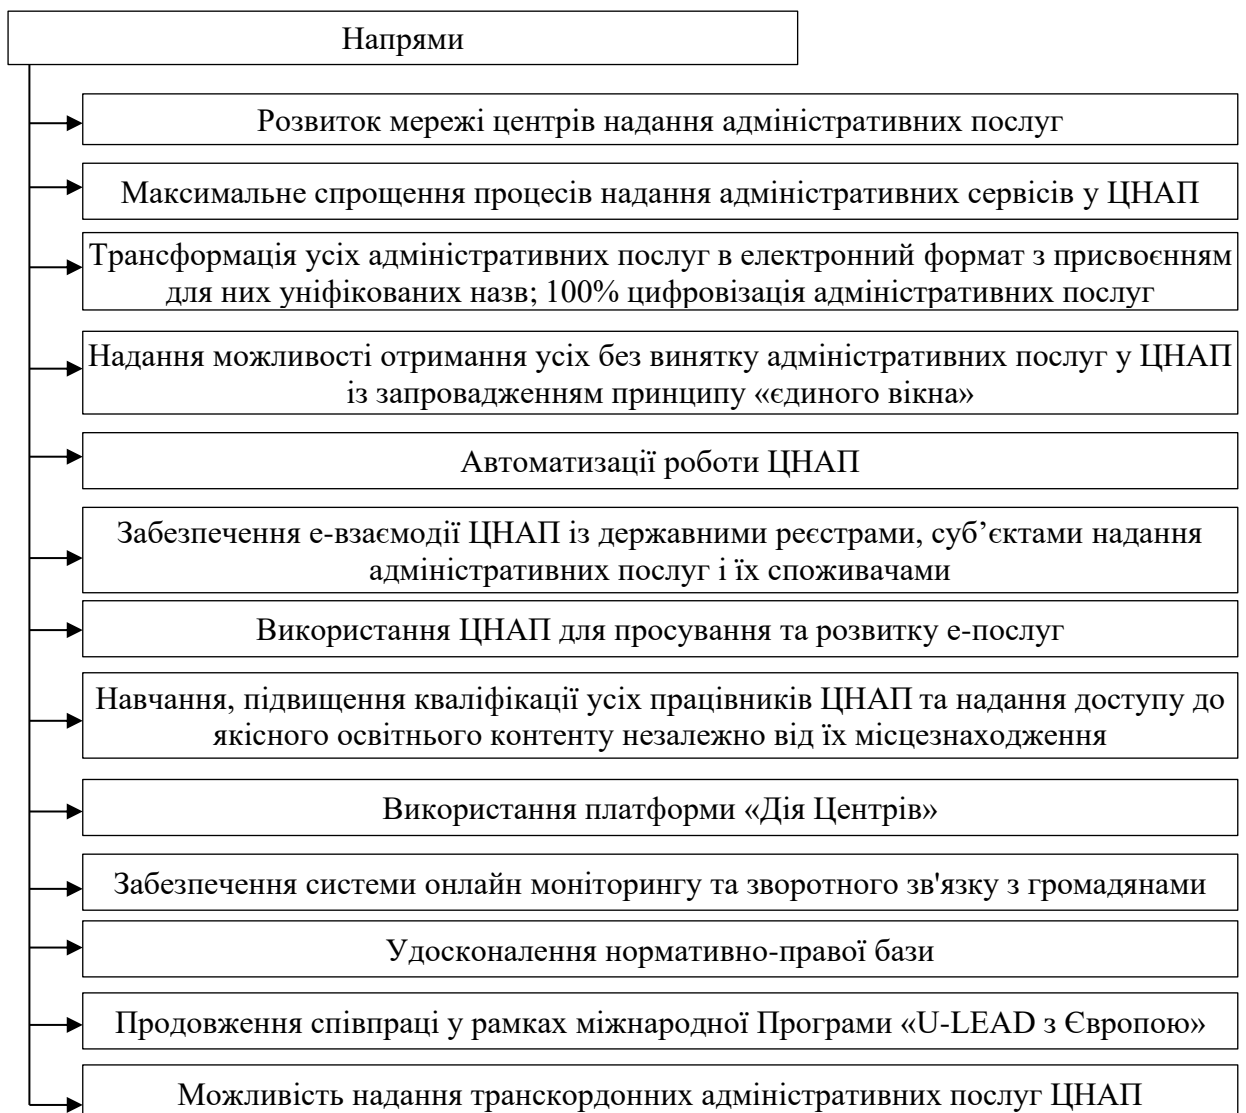 Напрями
Розвиток мережі центрів надання адміністративних послуг
Максимальне спрощення процесів надання адміністративних сервісів у ЦНАП
Трансформація усіх адміністративних послуг в електронний формат з присвоєнням
для них уніфікованих назв; 100% цифровізація адміністративних послуг
Надання можливості отримання усіх без винятку адміністративних послуг у ЦНАП
із запровадженням принципу «єдиного вікна»
Автоматизації роботи ЦНАП
Забезпечення е-взаємодії ЦНАП із державними реєстрами, суб’єктами надання
адміністративних послуг і їх споживачами
Використання ЦНАП для просування та розвитку е-послуг
Навчання, підвищення кваліфікації усіх працівників ЦНАП та надання доступу до
якісного освітнього контенту незалежно від їх місцезнаходження
Використання платформи «Дія Центрів»
Забезпечення системи онлайн моніторингу та зворотного зв'язку з громадянами
Удосконалення нормативно-правої бази
Продовження співпраці у рамках міжнародної Програми «U-LEAD з Європою»
Можливість надання транскордонних адміністративних послуг ЦНАП